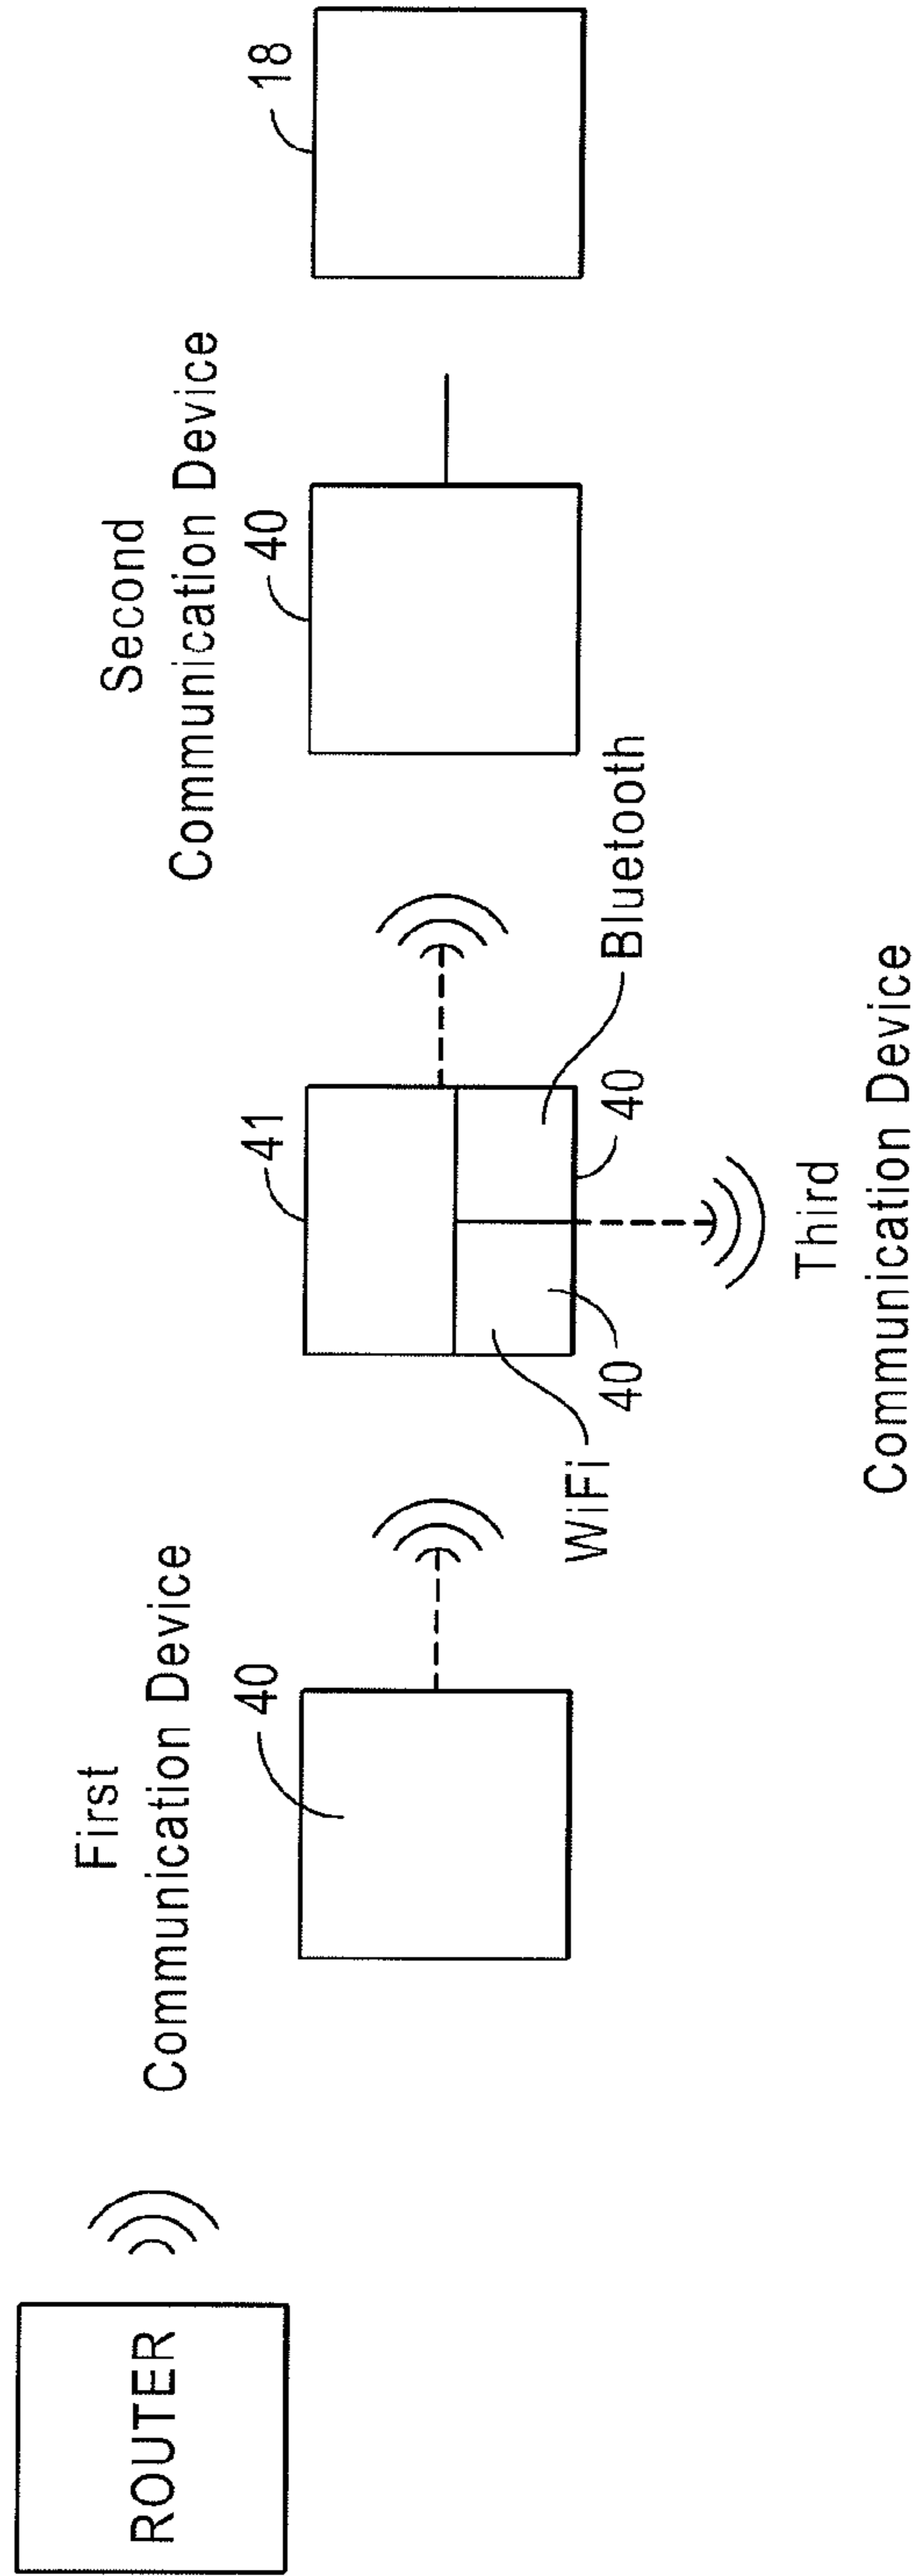 ROUTER
First
Communication Device
40
WiFi
41
40
40
Bluetooth
Third
Communication Device
Second
Communication Device
40
18